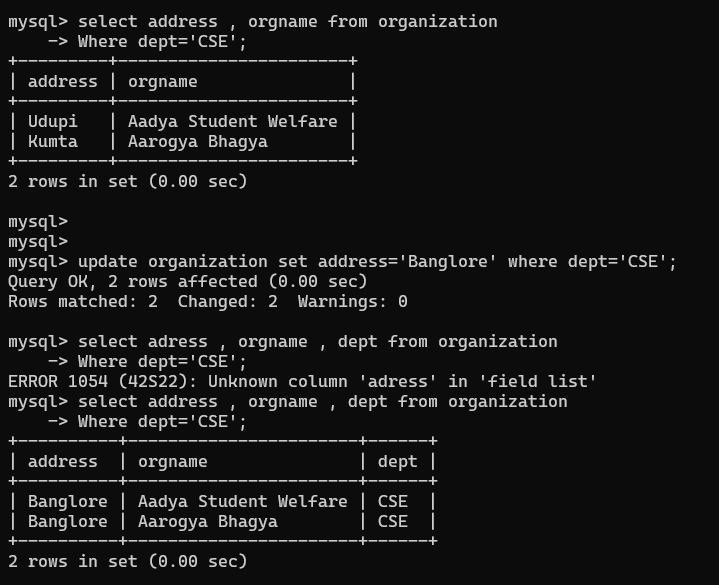 mysql> select address , orgname from organization
    -> Where dept='CSE';
+---------+-----------------------+
| address | orgname               |
+---------+-----------------------+
| Udupi   | Aadya Student Welfare |
| Kumta   | Aarogya Bhagya        |
+---------+-----------------------+
2 rows in set (0.00 sec)

mysql>
mysql>
mysql> update organization set address='Banglore' where dept='CSE';
Query OK, 2 rows affected (0.00 sec)
Rows matched: 2  Changed: 2  Warnings: 0

mysql> select adress , orgname , dept from organization
    -> Where dept='CSE';
ERROR 1054 (42S22): Unknown column 'adress' in 'field list'
mysql> select address , orgname , dept from organization
    -> Where dept='CSE';
+----------+-----------------------+------+
| address  | orgname               | dept |
+----------+-----------------------+------+
| Banglore | Aadya Student Welfare | CSE  |
| Banglore | Aarogya Bhagya        | CSE  |
+----------+-----------------------+------+
2 rows in set (0.00 sec)